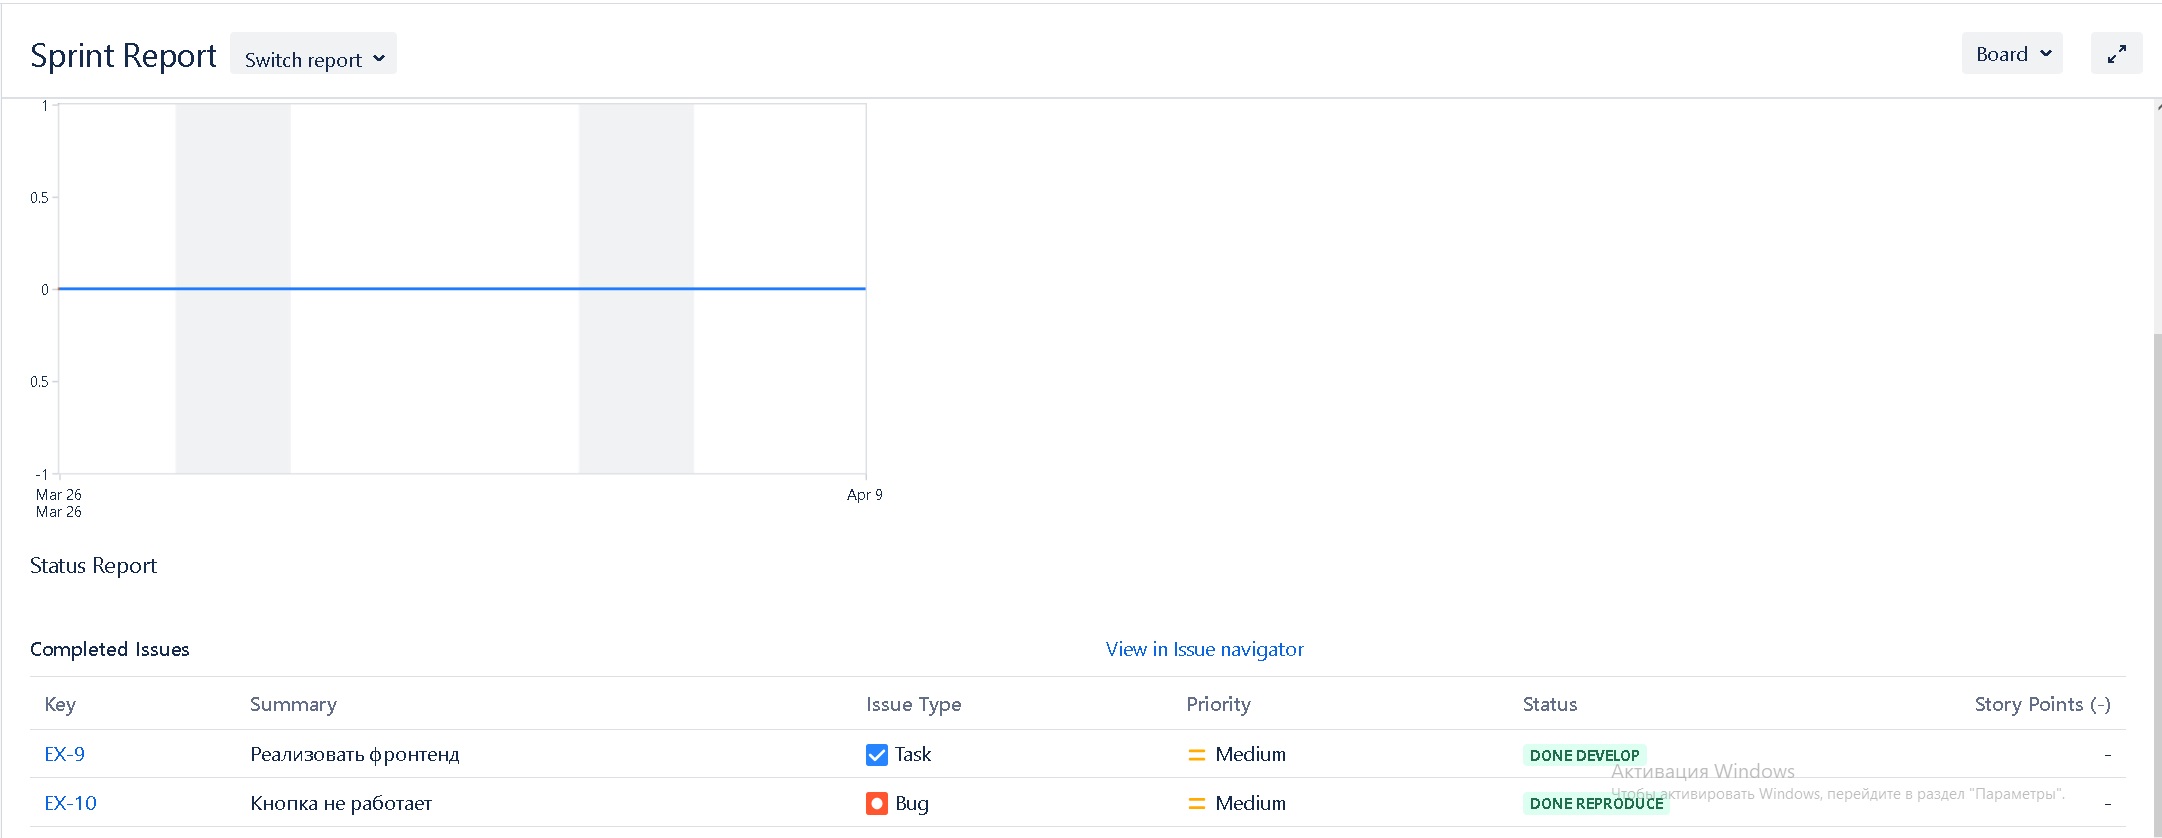 Sprint Report Switch report Board
1
0.5
0
0.5
-1
Mar 26 Apr 9
Mar 26
Status Report
Completed Issues View in Issue navigator
Key Summary Issue Type Priority Status Story Points (-)
EX-9 Реализовать фронтенд Task Medium DONE DEVELOP -
Активация Windows
EX-10 Кнопка не работает Bug Medium DONE REPRODUCE -
Чтобы активировать Windows, перейдите в раздел "Параметры".